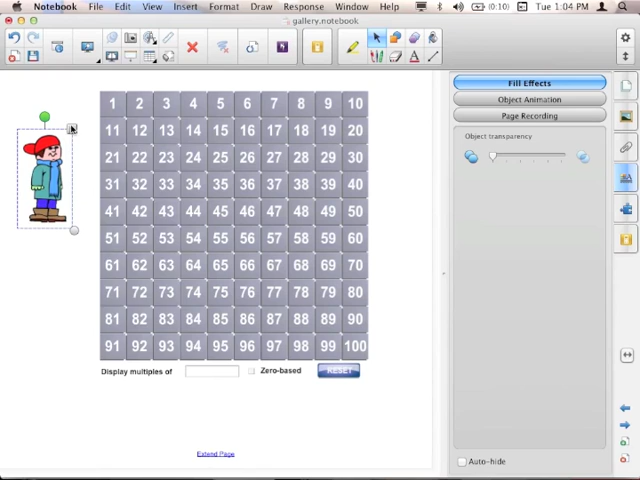 Notebook File Edit View Insert Format Draw Response Window Help (0:10) Tue 1:04 PM
gallery.notebook
1 2 3 4 5 6 7 8 9 10
11 12 13 14 15 16 17 18 19 20
21 22 23 24 25 26 27 28 29 30
31 32 33 34 35 36 37 38 39 40
41 42 43 44 45 46 47 48 49 50
51 52 53 54 55 56 57 58 59 60
61 62 63 64 65 66 67 68 69 70
71 72 73 74 75 76 77 78 79 80
81 82 83 84 85 86 87 88 89 90
91 92 93 94 95 96 97 98 99 100
Display multiples of Zero-based RESET
Extend Page
Fill Effects
Object Animation
Page Recording
Object transparency
Auto-hide